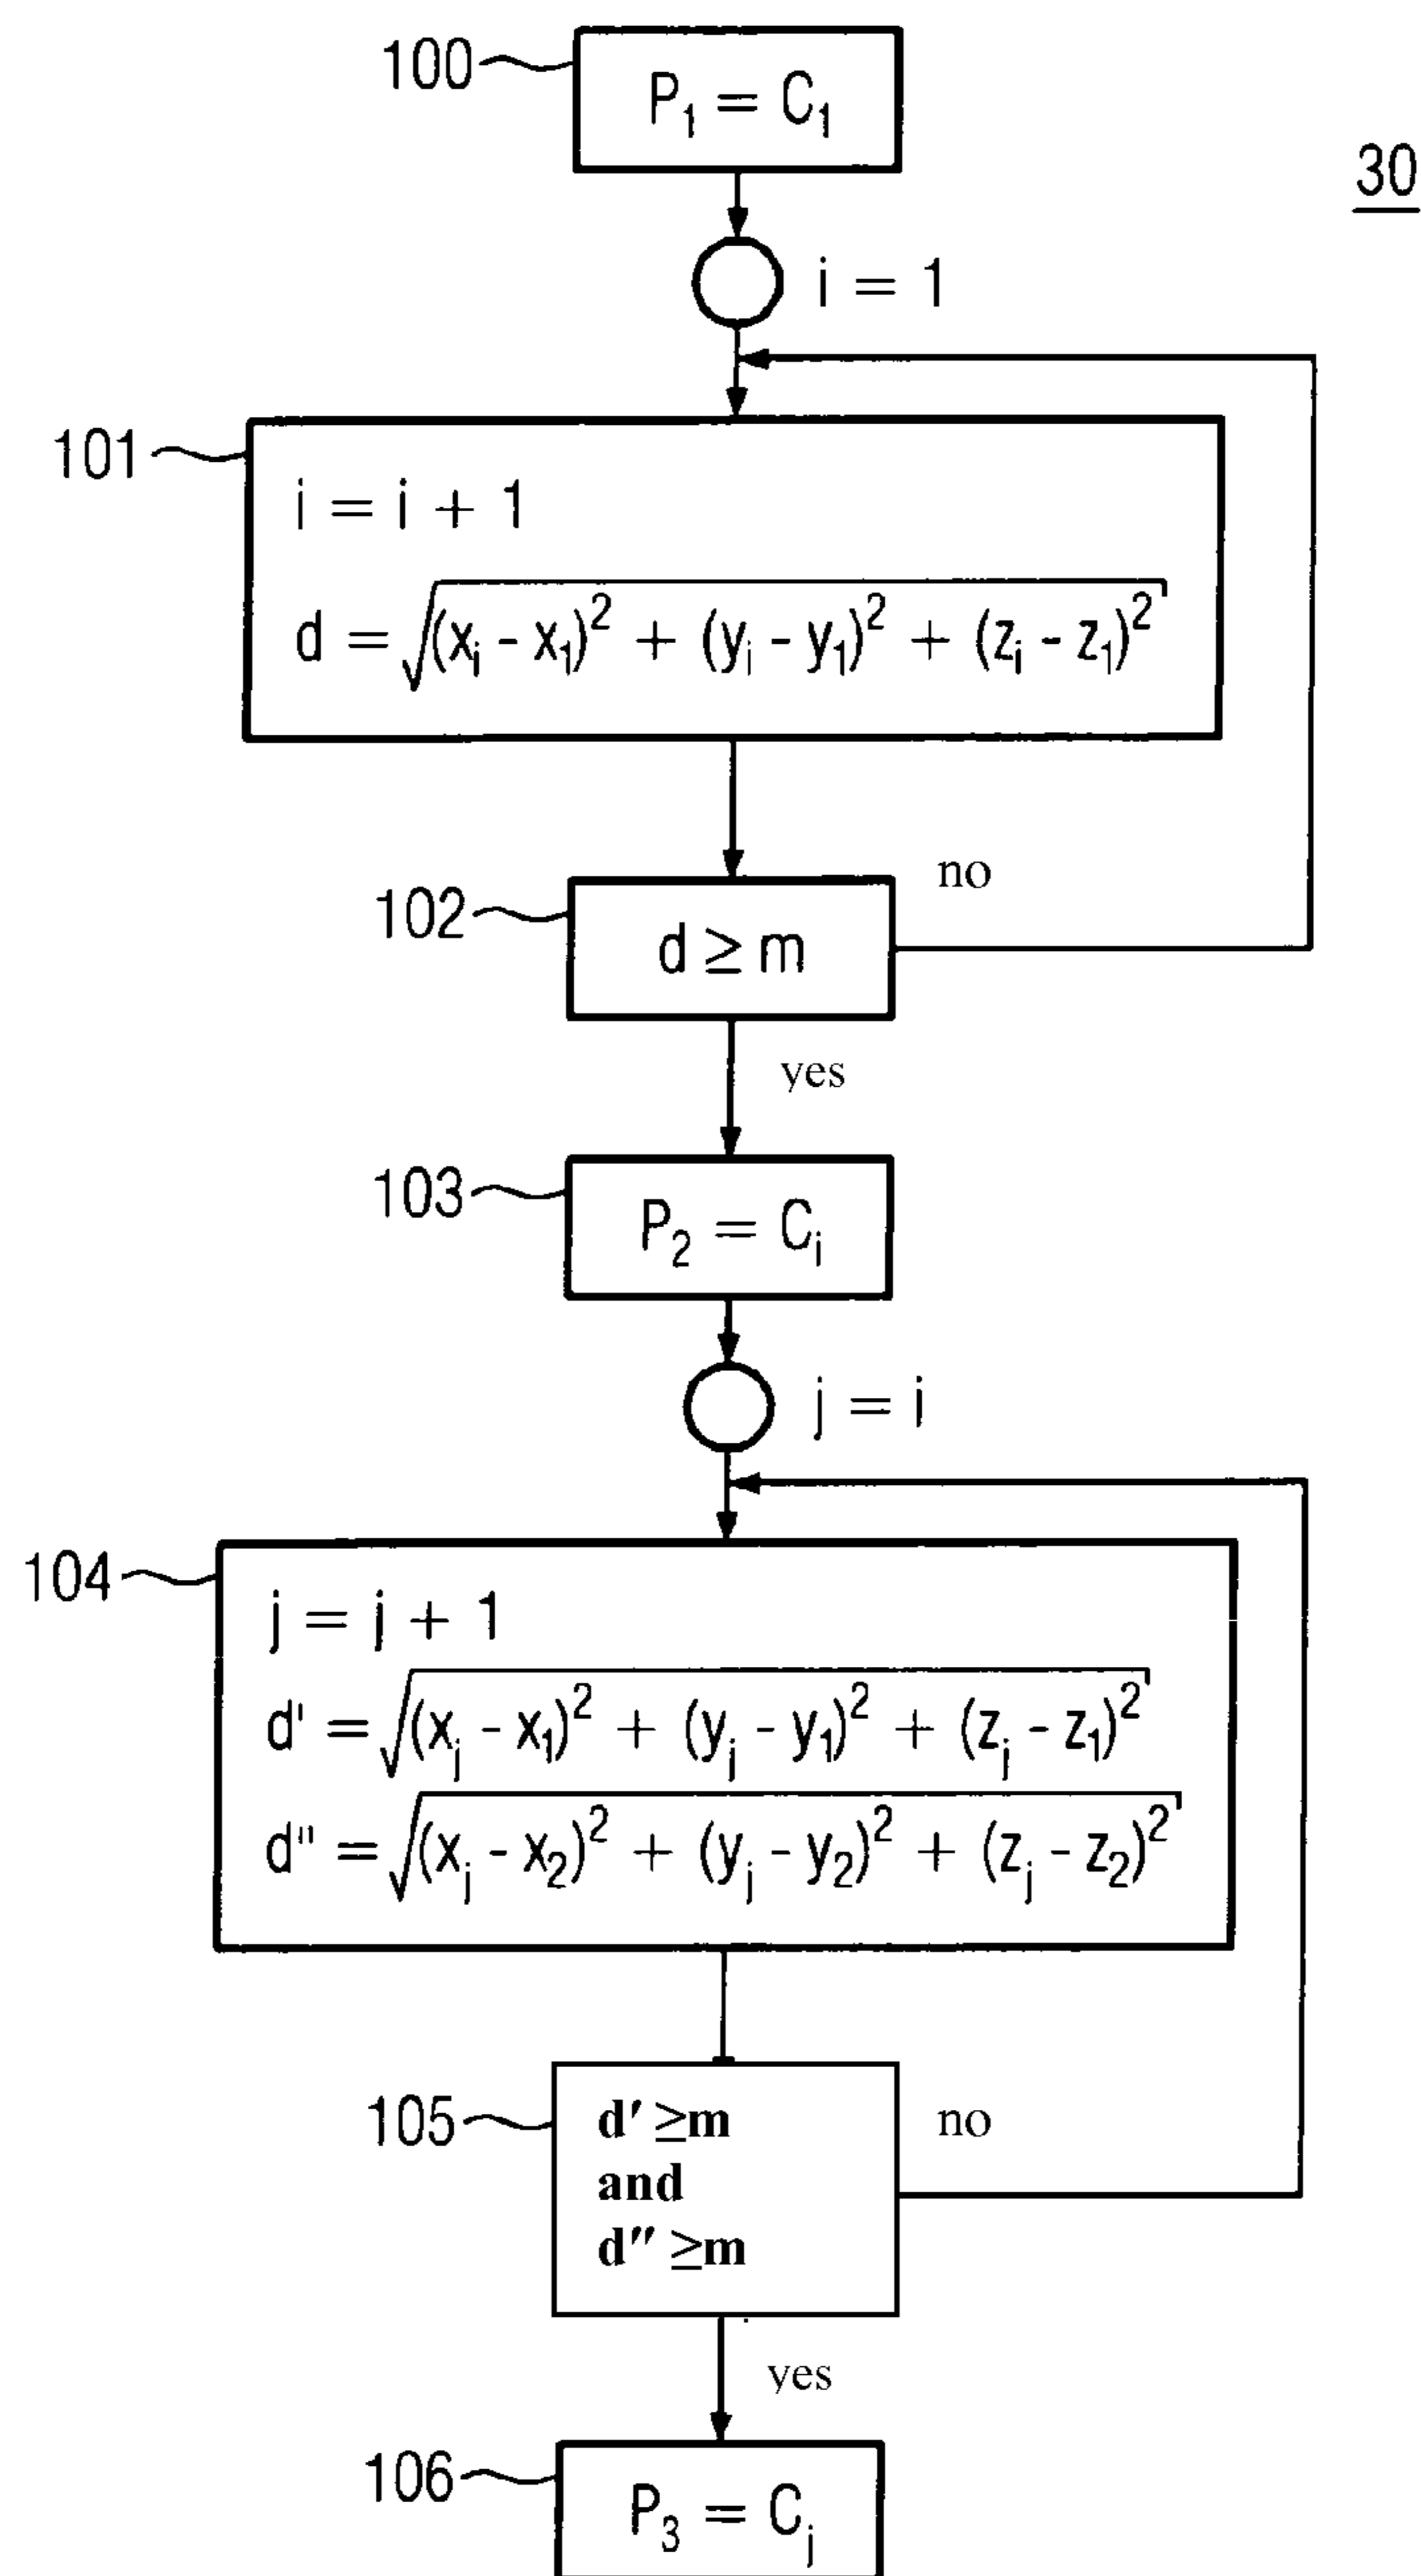 100
P₁ = C₁
30
i = 1
101
i = i + 1
d = √(xᵢ - x₁)² + (yᵢ - y₁)² + (zᵢ - z₁)²
no
102
d ≥ m
yes
103
P₂ = Cᵢ
j = i
104
j = j + 1
d' = √(xⱼ - x₁)² + (yⱼ - y₁)² + (zⱼ - z₁)²
d" = √(xⱼ - x₂)² + (yⱼ - y₂)² + (zⱼ - z₂)²
105
d′ ≥m
no
and
d″ ≥m
yes
106
P₃ = Cⱼ